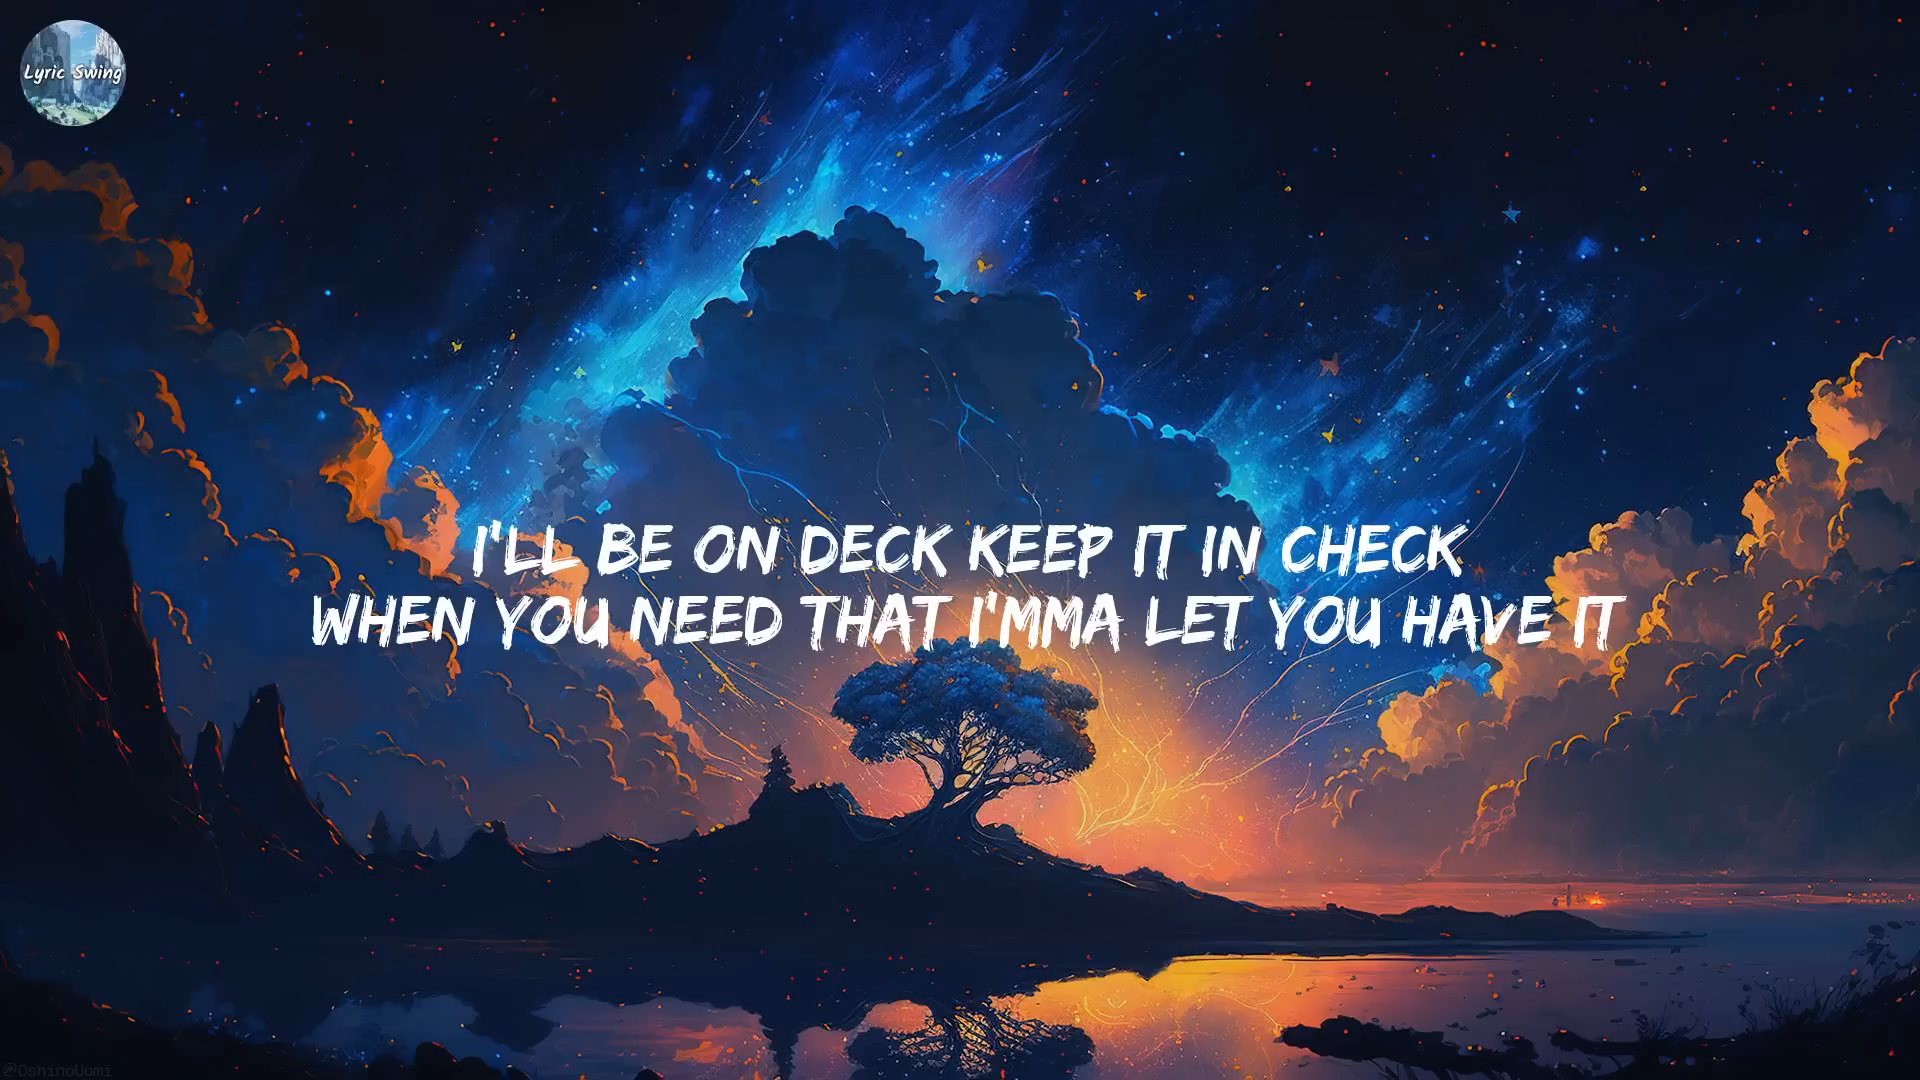 Lyric Swing
I'LL BE ON DECK KEEP IT IN CHECK
WHEN YOU NEED THAT I'MMA LET YOU HAVE IT
@OshinoUomi